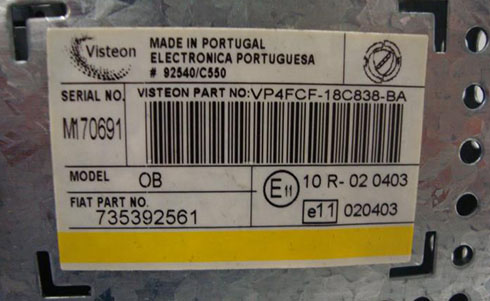 Visteon
MADE IN PORTUGAL
ELECTRONICA PORTUGUESA
# 92540/C550
SERIAL NO.
M170691
VISTEON PART NO:VP4FCF-18C838-BA
MODEL OB
FIAT PART NO.
735392561
E11 10 R- 02 0403
e11 020403